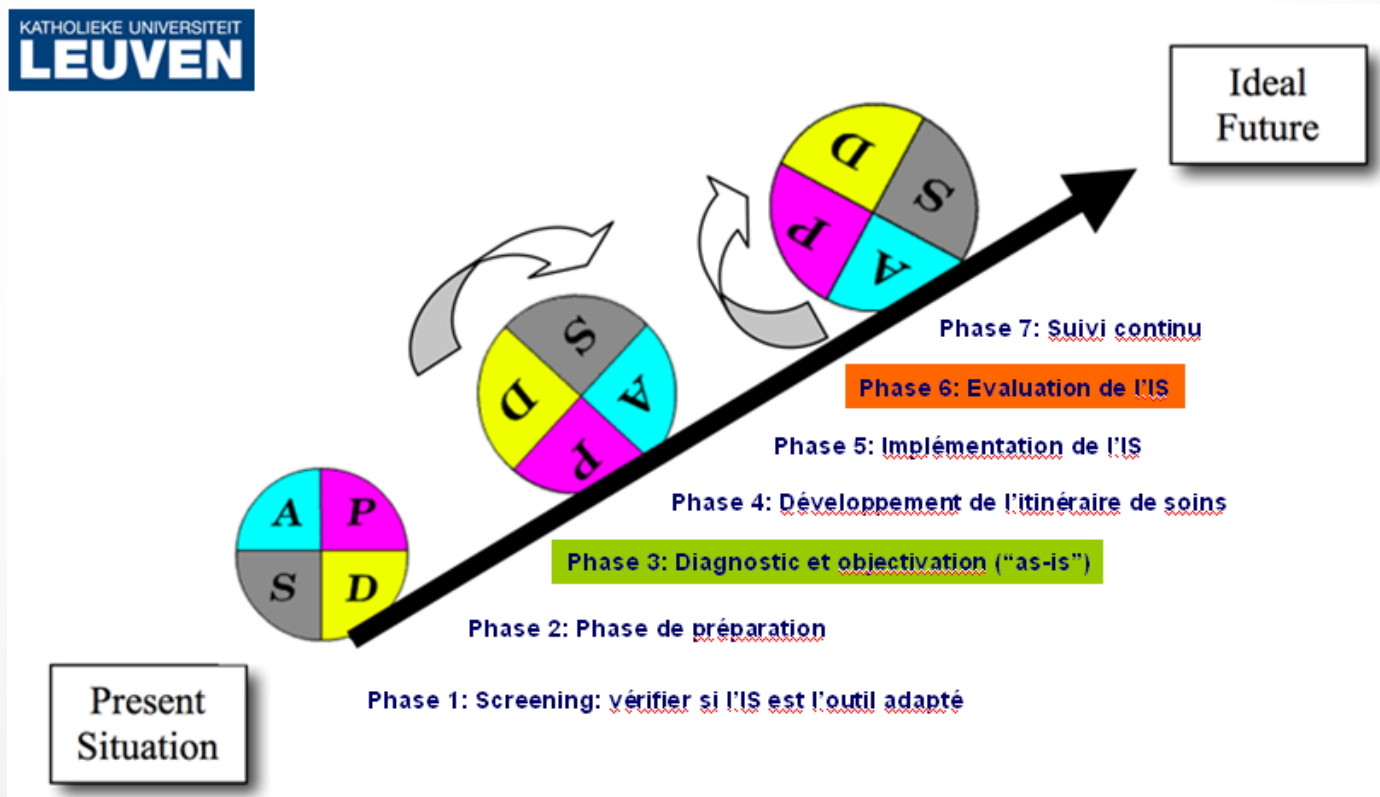 KATHOLIEKE UNIVERSITEIT
LEUVEN
Ideal
Future
D
S
P
A
S
D
A
P
A
P
S
D
Phase 7: Suivi continu
Phase 6: Evaluation de l'IS
Phase 5: Implémentation de l'IS
Phase 4: Développement de l'itinéraire de soins
Phase 3: Diagnostic et objectivation (“as-is”)
Phase 2: Phase de préparation
Phase 1: Screening: vérifier si l'IS est l'outil adapté
Present
Situation